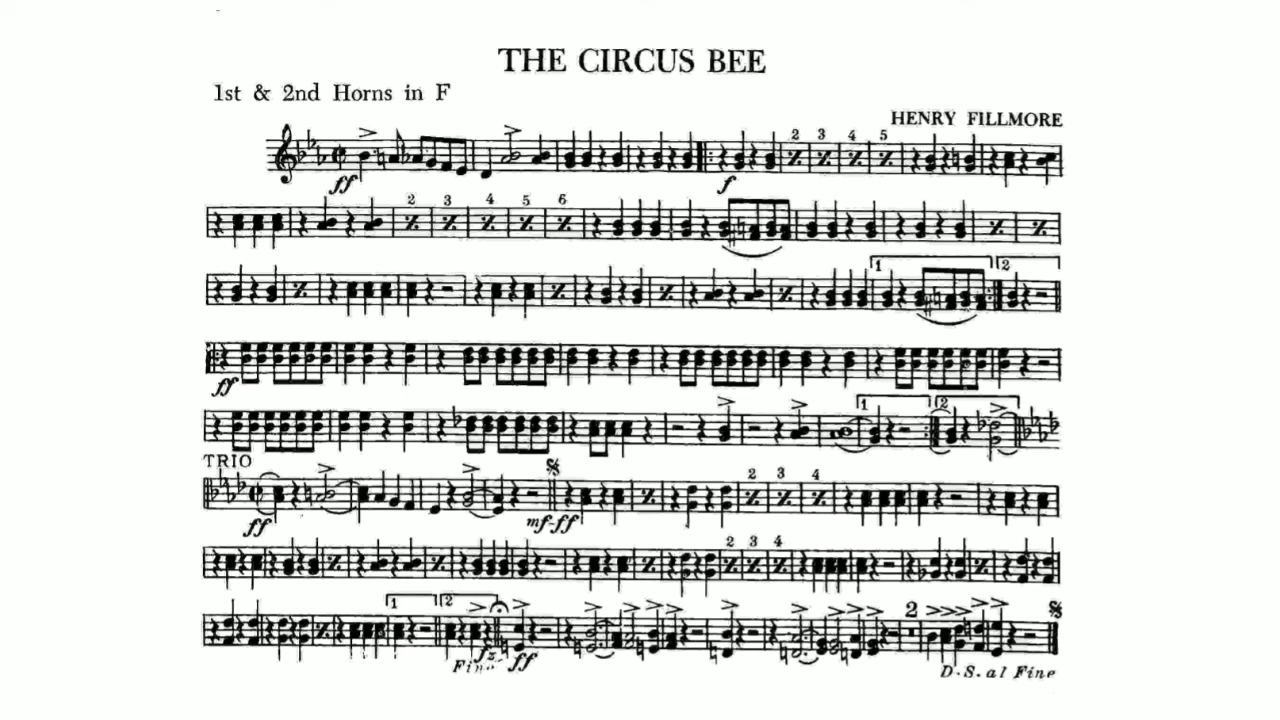 THE CIRCUS BEE
1st & 2nd Horns in F
HENRY FILLMORE
2 3 4 5
ff f
2 3 4 5 6
1 2
ff
1 2
TRIO
2 3 4
ff mf-ff
2 3 4
1 2 2
Fine fz ff
D.S. al Fine